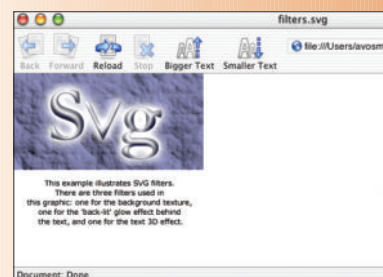 filters.svg
Back Forward Reload Stop Bigger Text Smaller Text file:///Users/avosm
Svg
This example illustrates SVG filters.
There are three filters used in
this graphic: one for the background texture,
one for the 'back-lit' glow effect behind
the text, and one for the text 3D effect.
Document: Done